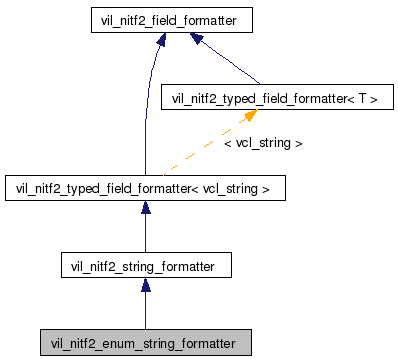 vil_nitf2_field_formatter
vil_nitf2_typed_field_formatter< T >
< vcl_string >
vil_nitf2_typed_field_formatter< vcl_string >
vil_nitf2_string_formatter
vil_nitf2_enum_string_formatter